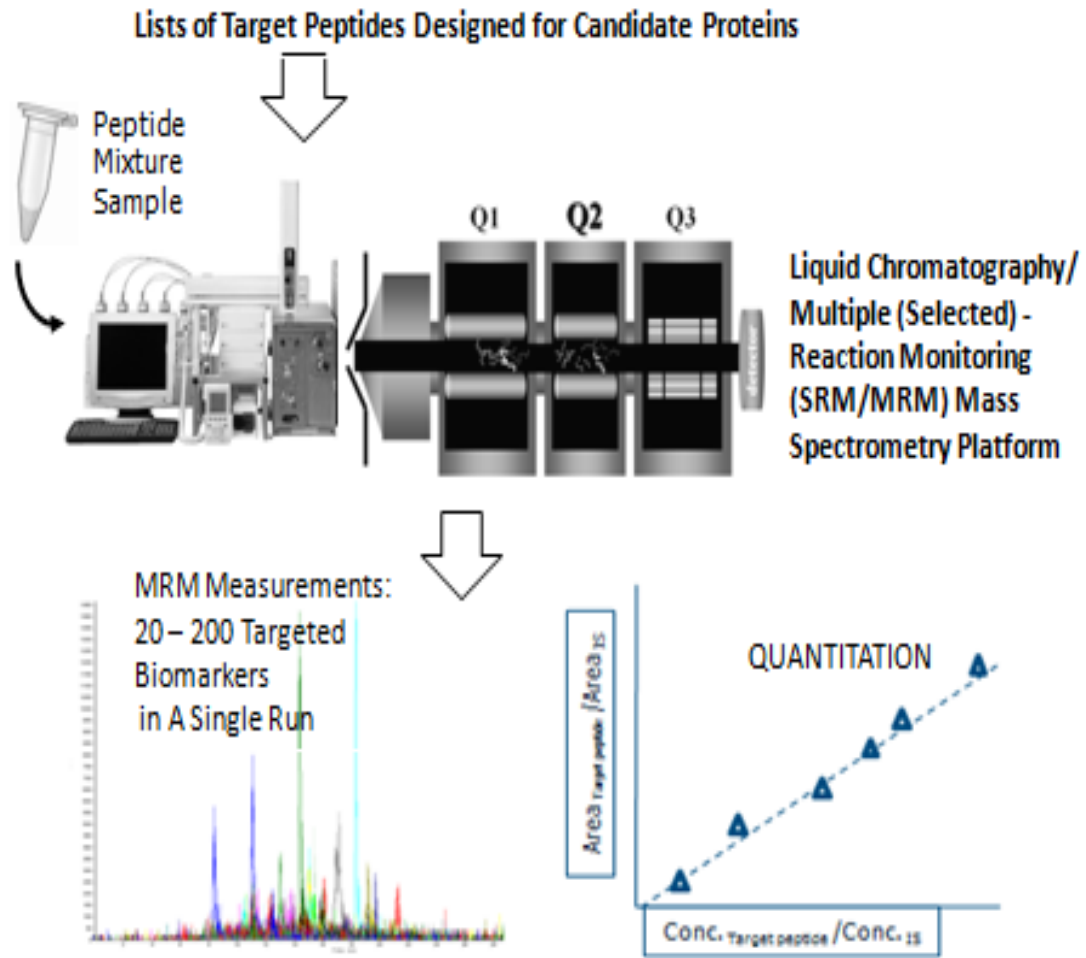 Lists of Target Peptides Designed for Candidate Proteins
Peptide
Mixture
Sample
Q1
Q2
Q3
detector
Liquid Chromatography/
Multiple (Selected) -
Reaction Monitoring
(SRM/MRM) Mass
Spectrometry Platform
MRM Measurements:
20 – 200 Targeted
Biomarkers
in A Single Run
QUANTITATION
Area Target peptide /Area IS
Conc. Target peptide /Conc. IS